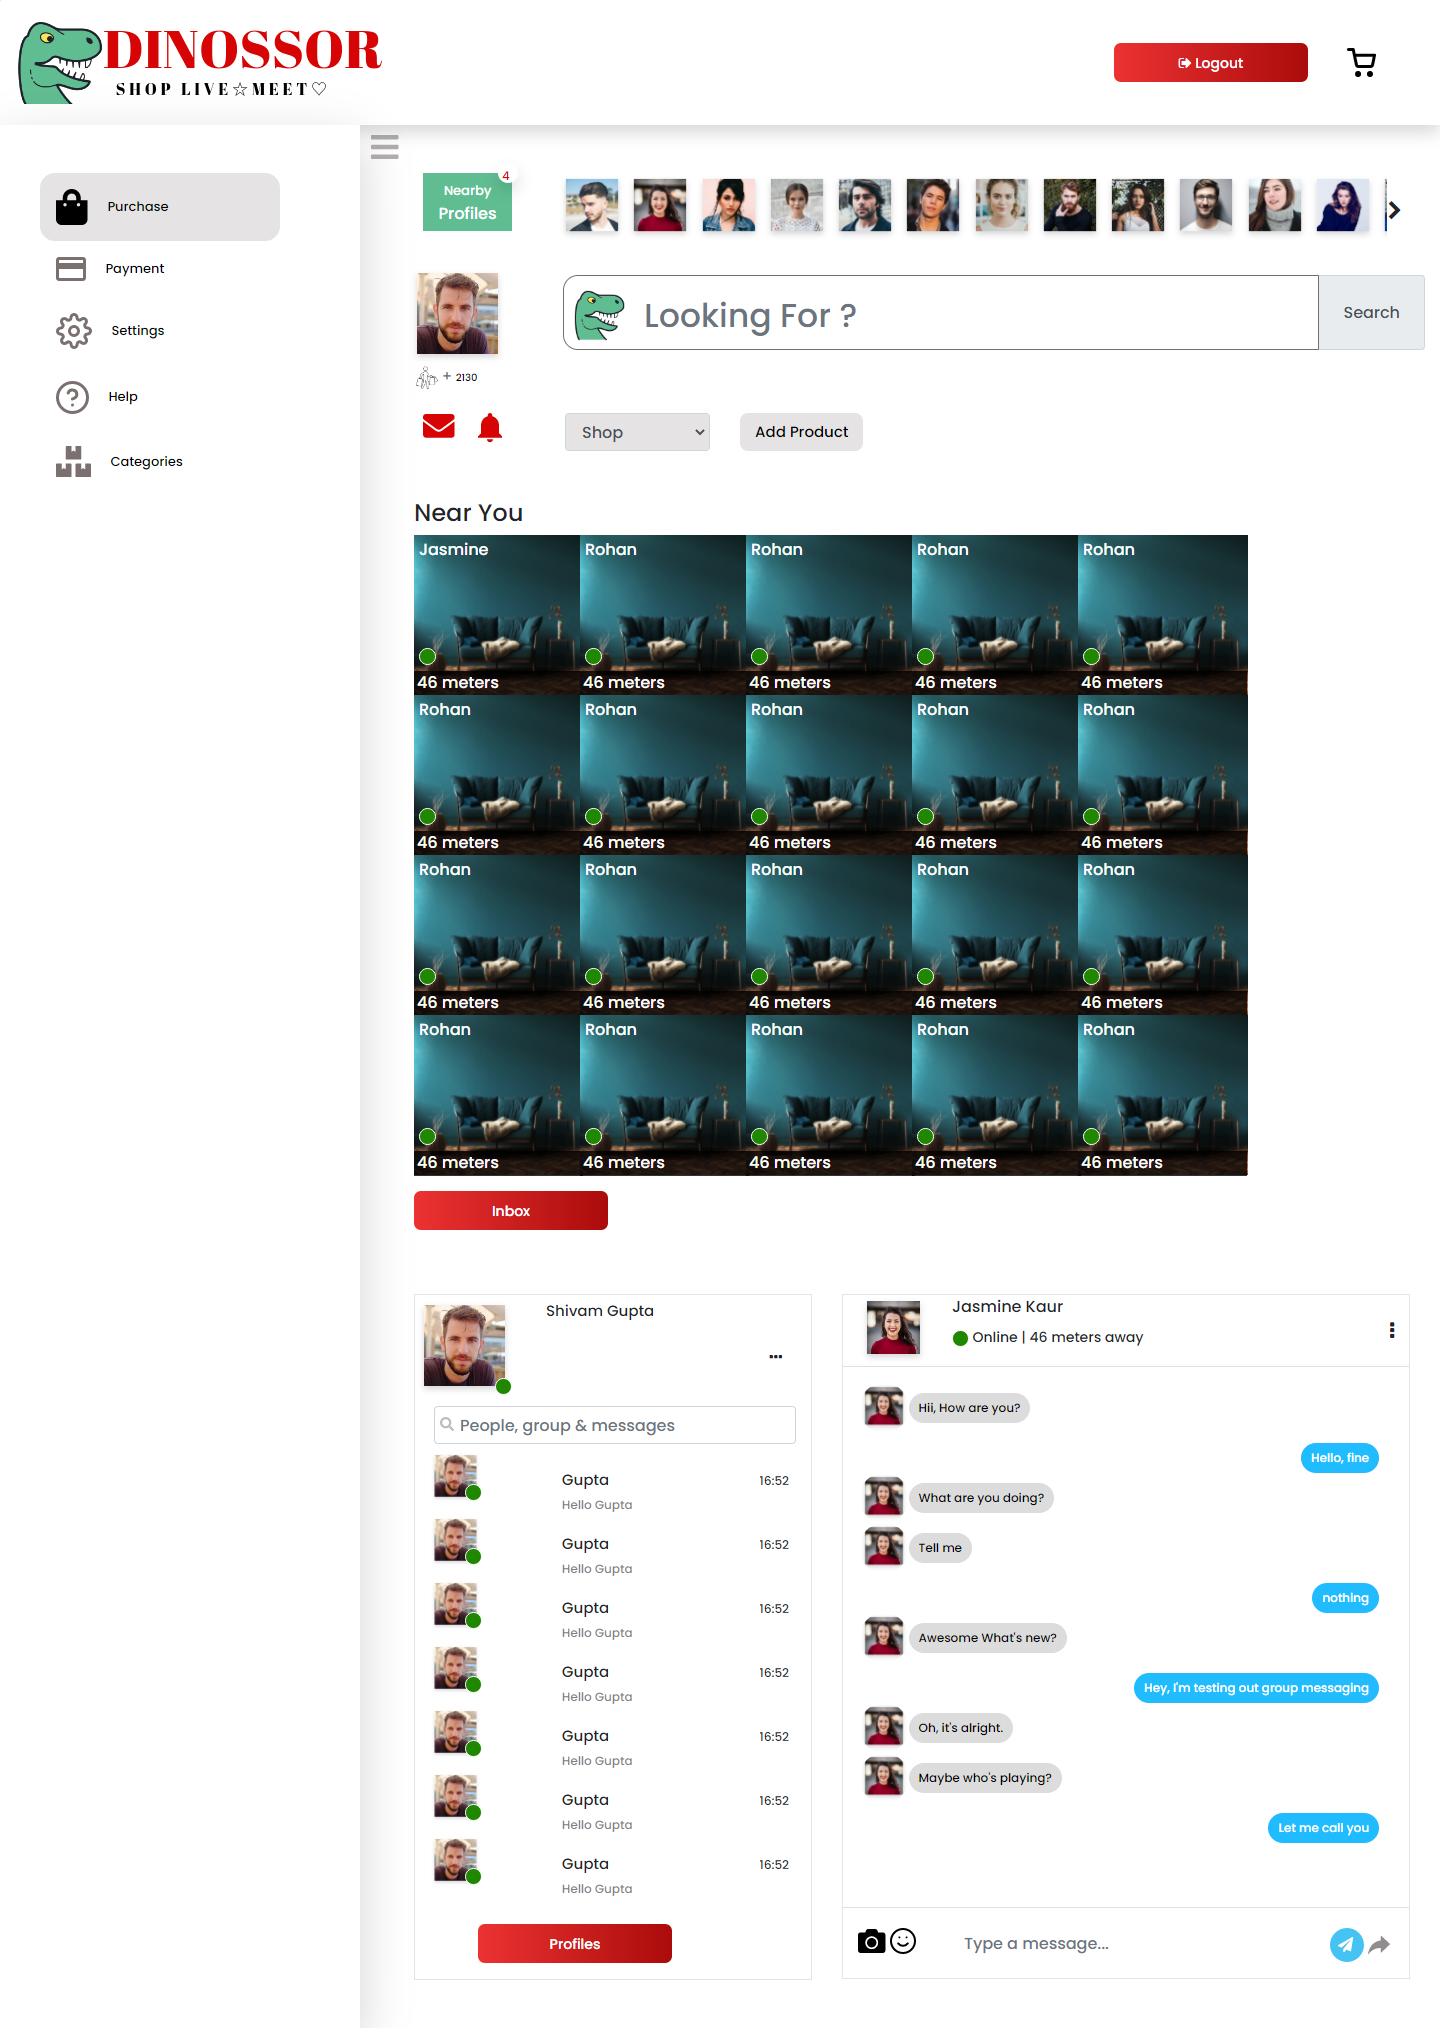 DINOSSOR
SHOP LIVE☆MEET♡
Logout
Purchase
Payment
Settings
Help
Categories
Nearby
Profiles
4
Looking For ?
Search
+ 2130
Shop
Add Product
Near You
Jasmine Rohan Rohan Rohan Rohan
46 meters 46 meters 46 meters 46 meters 46 meters
Rohan Rohan Rohan Rohan Rohan
46 meters 46 meters 46 meters 46 meters 46 meters
Rohan Rohan Rohan Rohan Rohan
46 meters 46 meters 46 meters 46 meters 46 meters
Rohan Rohan Rohan Rohan Rohan
46 meters 46 meters 46 meters 46 meters 46 meters
Inbox
Shivam Gupta
People, group & messages
Gupta 16:52
Hello Gupta
Gupta 16:52
Hello Gupta
Gupta 16:52
Hello Gupta
Gupta 16:52
Hello Gupta
Gupta 16:52
Hello Gupta
Gupta 16:52
Hello Gupta
Gupta 16:52
Hello Gupta
Profiles
Jasmine Kaur
Online | 46 meters away
Hii, How are you?
Hello, fine
What are you doing?
Tell me
nothing
Awesome What's new?
Hey, I'm testing out group messaging
Oh, it's alright.
Maybe who's playing?
Let me call you
Type a message...